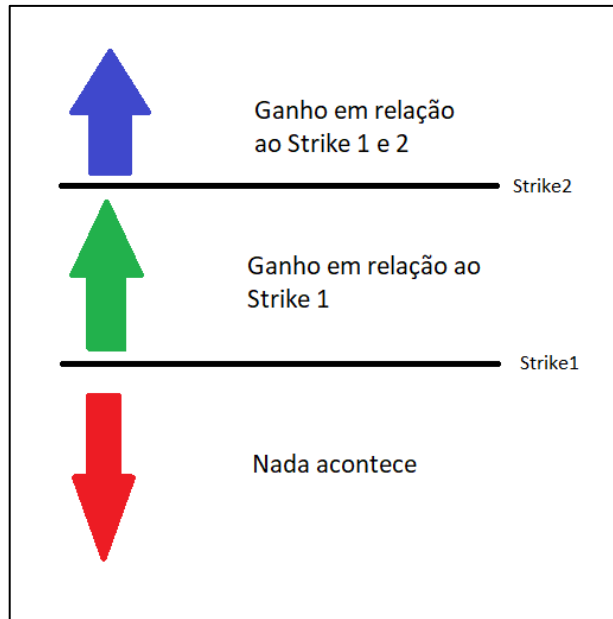 Ganho em relação
ao Strike 1 e 2
Strike2
Ganho em relação ao
Strike 1
Strike1
Nada acontece